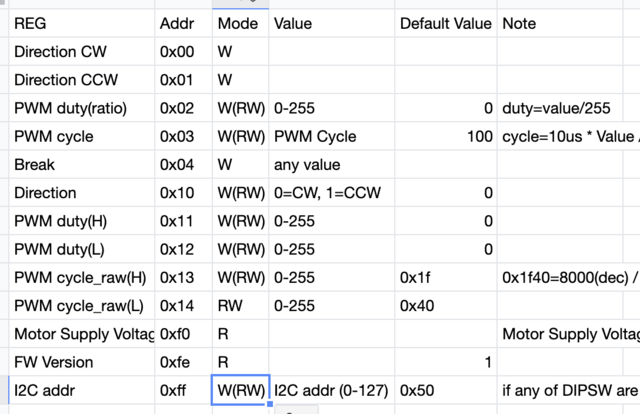 REG Addr Mode Value Default Value Note
Direction CW 0x00 W
Direction CCW 0x01 W
PWM duty(ratio) 0x02 W(RW) 0-255 0 duty=value/255
PWM cycle 0x03 W(RW) PWM Cycle 100 cycle=10us * Value
Break 0x04 W any value
Direction 0x10 W(RW) 0=CW, 1=CCW 0
PWM duty(H) 0x11 W(RW) 0-255 0
PWM duty(L) 0x12 W(RW) 0-255 0
PWM cycle_raw(H) 0x13 W(RW) 0-255 0x1f 0x1f40=8000(dec) /
PWM cycle_raw(L) 0x14 RW 0-255 0x40
Motor Supply Voltag 0xf0 R Motor Supply Voltag
FW Version 0xfe R 1
I2C addr 0xff W(RW) I2C addr (0-127) 0x50 if any of DIPSW are